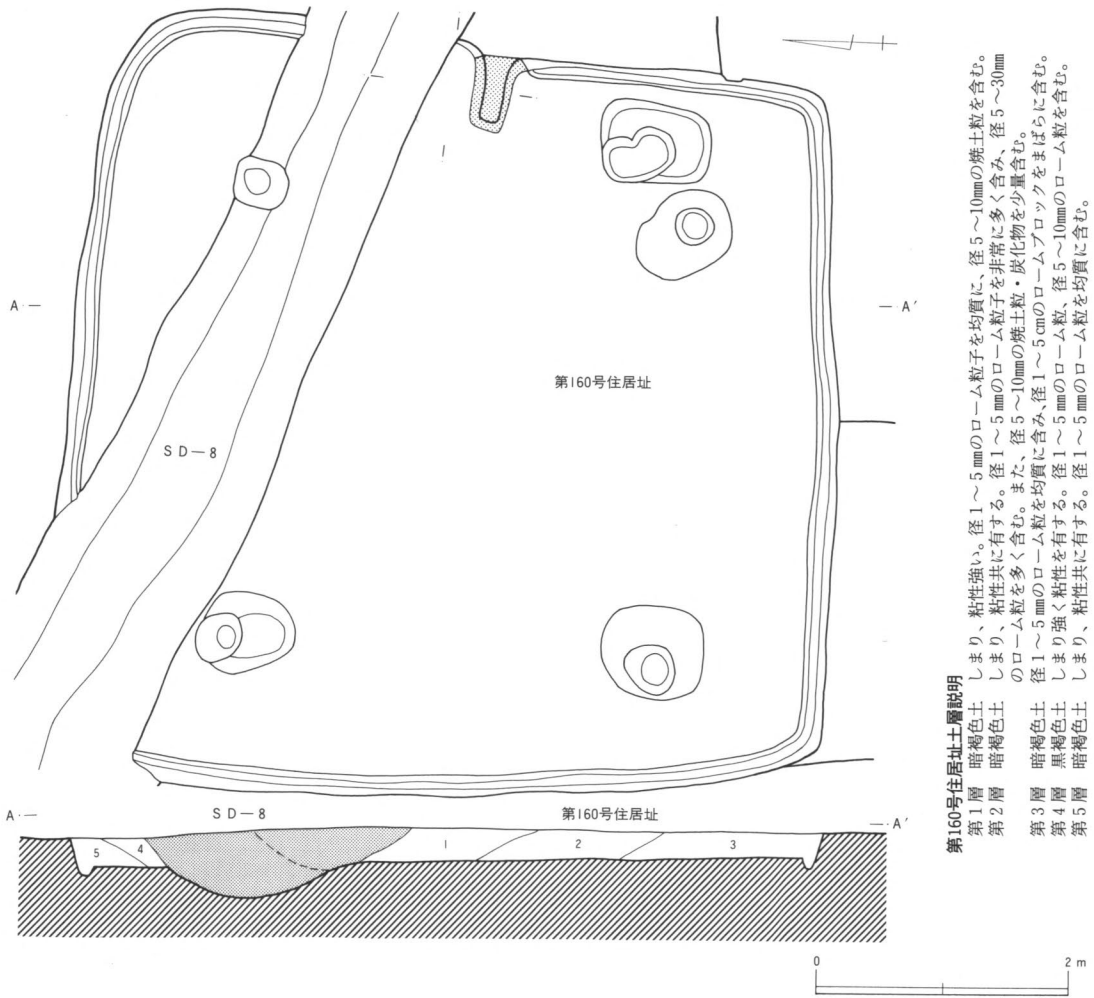 A
A′
第160号住居址
SD—8
A
SD—8
第160号住居址
A′
5
4
1
2
3
0
2m
第160号住居址土層説明
第1層 暗褐色土 しまり、粘性強い。径1～5㎜のローム粒子を均質に、径5～10㎜の焼土粒を含む。
第2層 暗褐色土 しまり、粘性共に有する。径1～5㎜のローム粒子を非常に多く含み、径5～30㎜
のローム粒を多く含む。また、径5～10㎜の焼土粒・炭化物を少量含む。
第3層 暗褐色土 径1～5㎜のローム粒を均質に含み、径1～5㎝のロームブロックをまばらに含む。
第4層 黒褐色土 しまり強く粘性を有する。径1～5㎜のローム粒、径5～10㎜のローム粒を含む。
第5層 暗褐色土 しまり、粘性共に有する。径1～5㎜のローム粒を均質に含む。